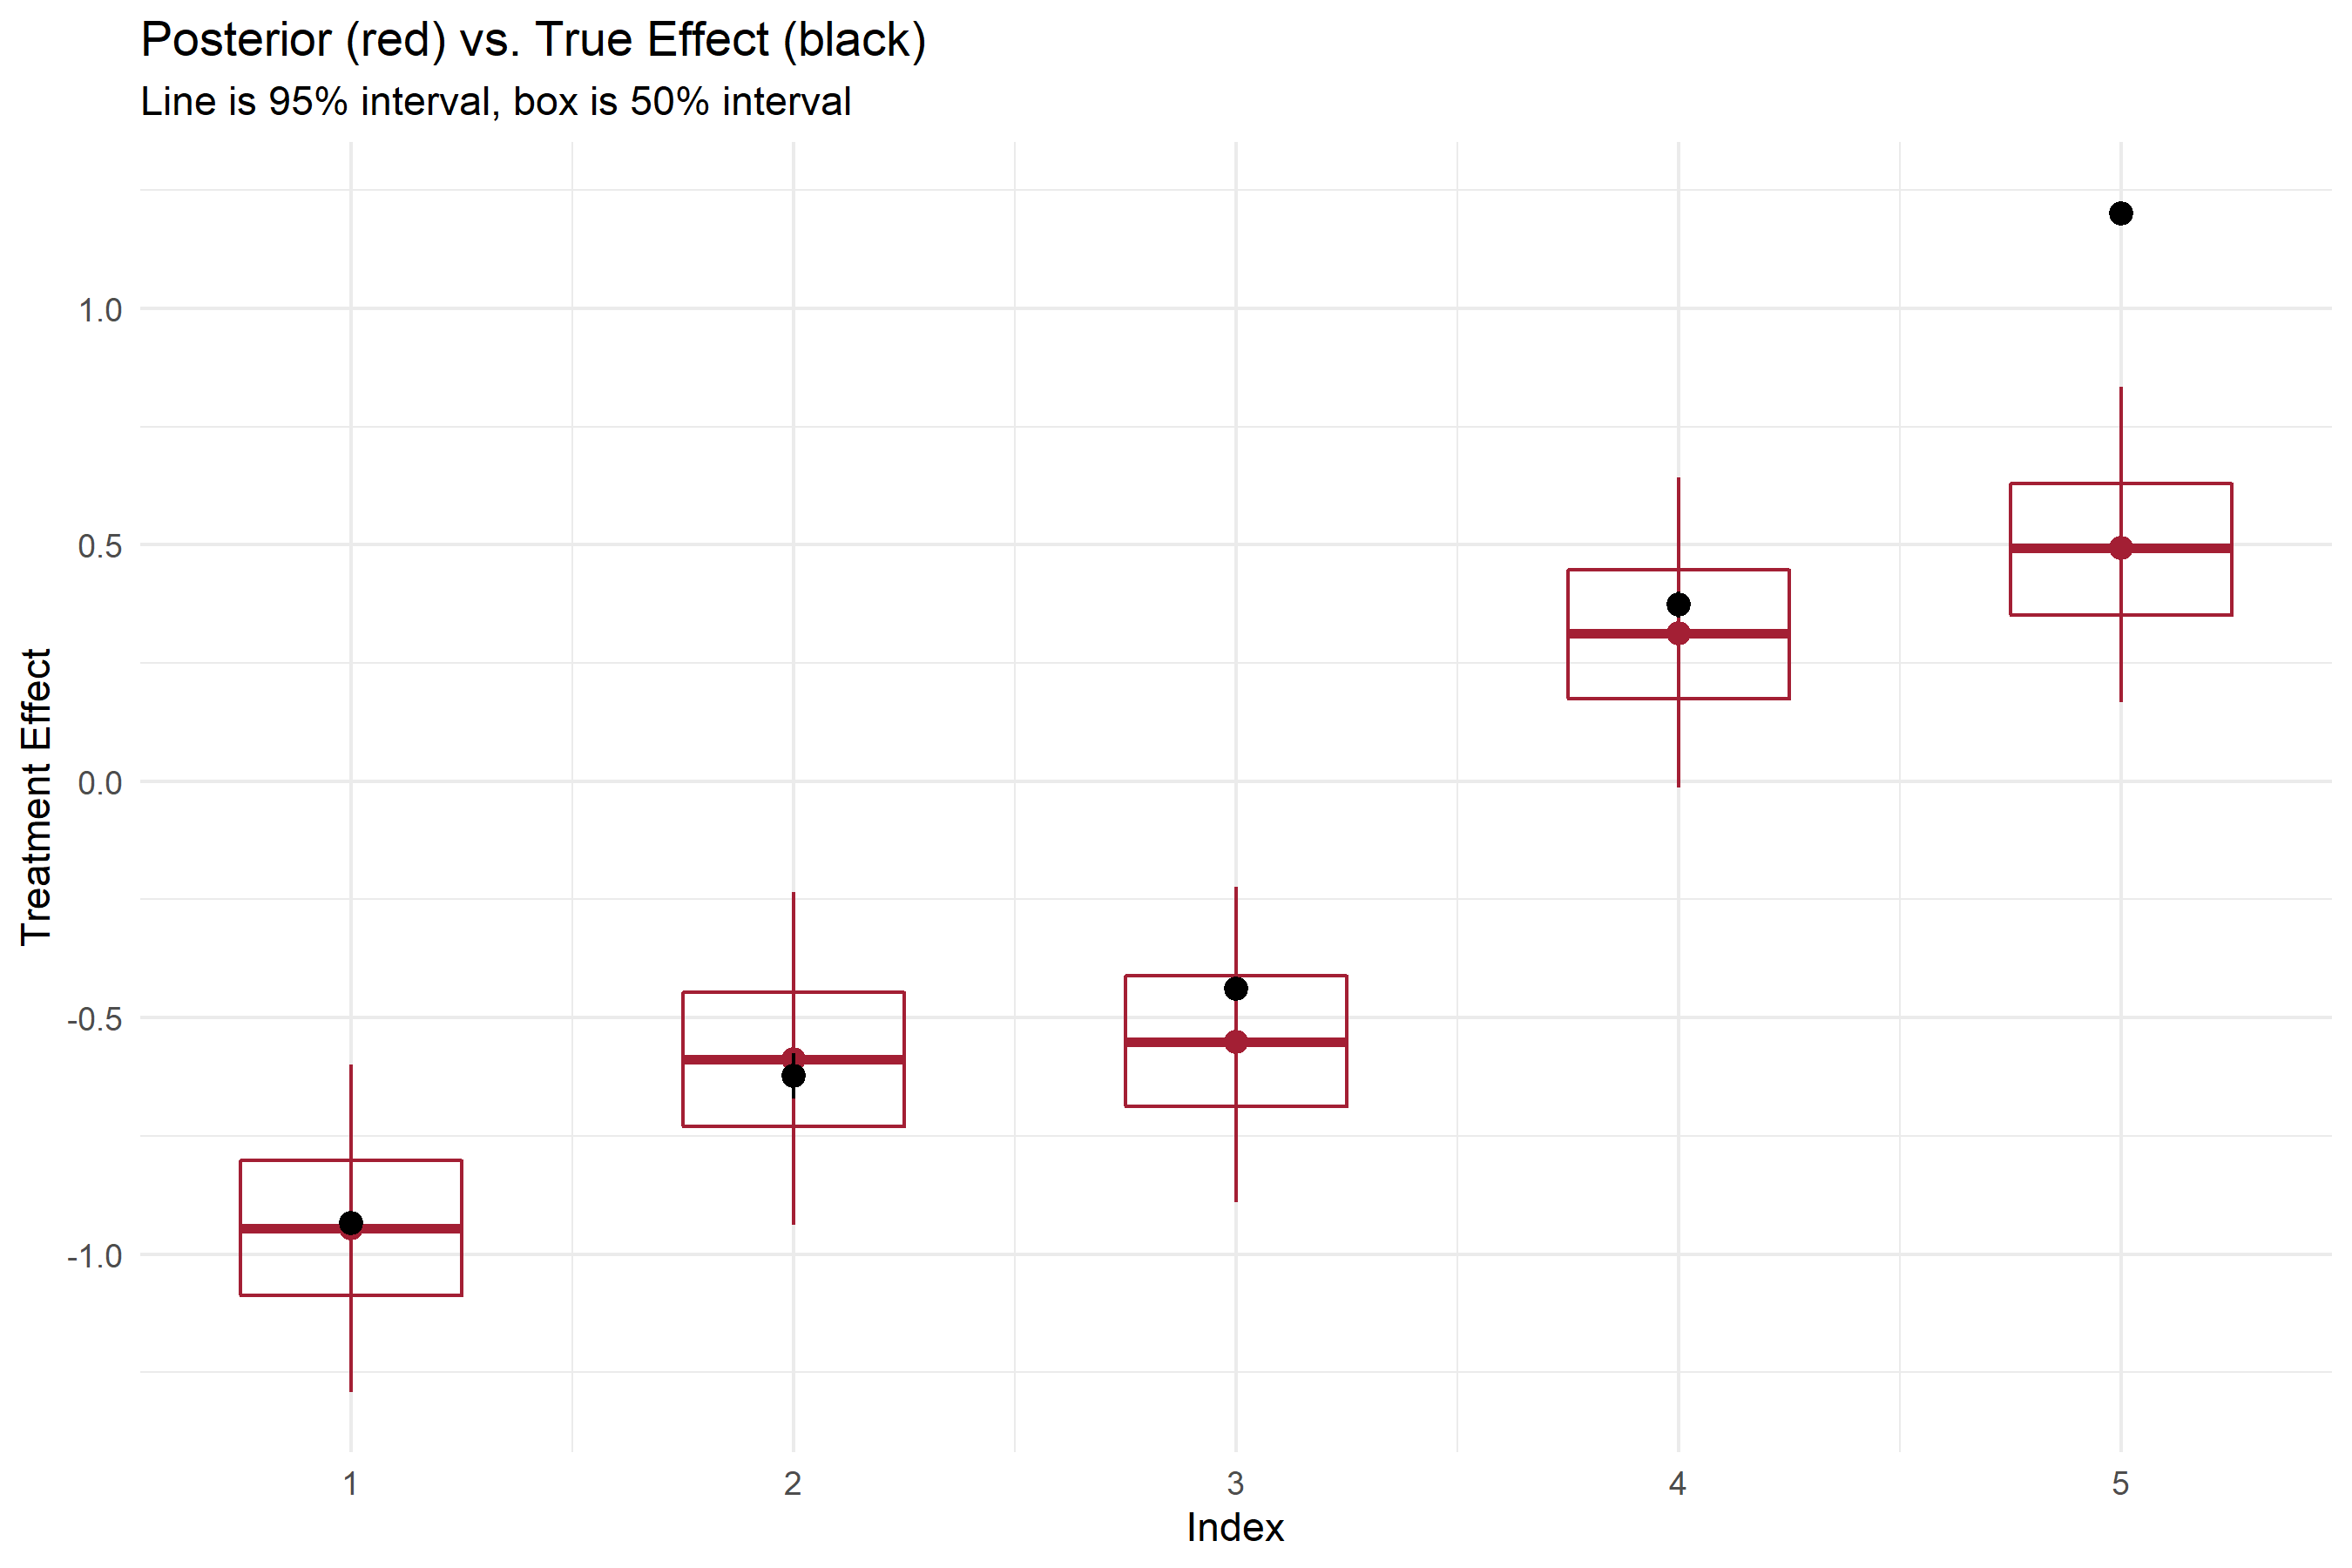 Posterior (red) vs. True Effect (black)
Line is 95% interval, box is 50% interval
Treatment Effect
1.0
0.5
0.0
-0.5
-1.0
1
2
3
4
5
Index